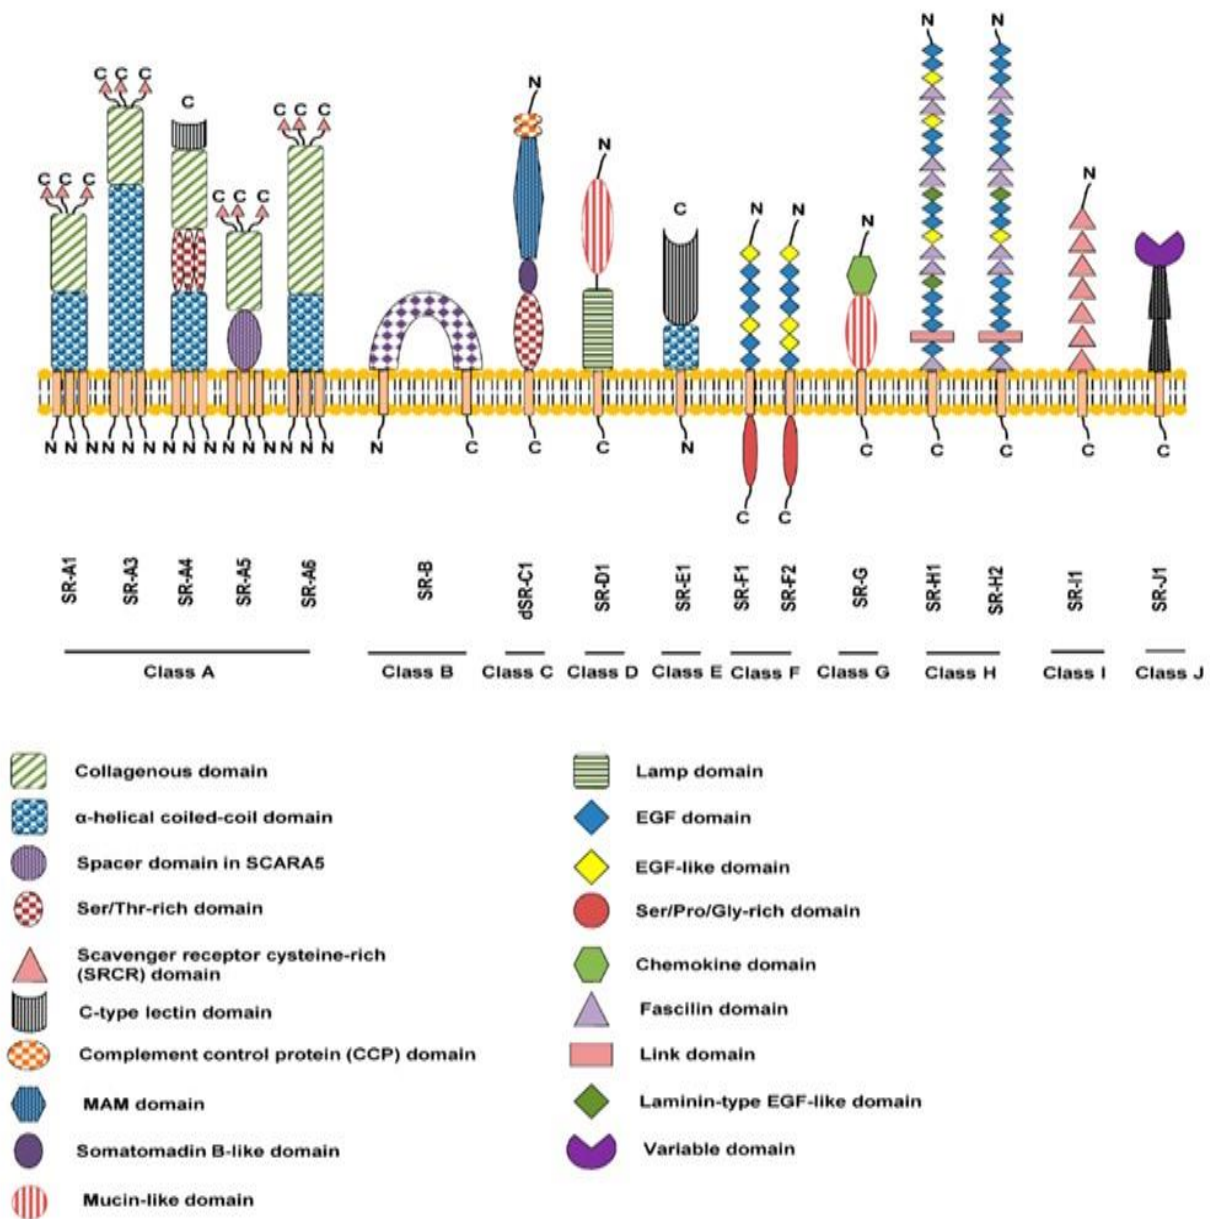 N N
C C C
N
C
C C C
N
N
C C C
C C C
C
N N
N
N N N N N N N N N N N N N N N
N
C
C
C
N
C
C
C
C
C
C
C
SR-A1
SR-A3
SR-A4
SR-A5
SR-A6
SR-B
dSR-C1
SR-D1
SR-E1
SR-F1
SR-F2
SR-G
SR-H1
SR-H2
SR-I1
SR-J1
Class A
Class B
Class C
Class D
Class E
Class F
Class G
Class H
Class I
Class J
Collagenous domain
α-helical coiled-coil domain
Spacer domain in SCARA5
Ser/Thr-rich domain
Scavenger receptor cysteine-rich
(SRCR) domain
C-type lectin domain
Complement control protein (CCP) domain
MAM domain
Somatomadin B-like domain
Mucin-like domain
Lamp domain
EGF domain
EGF-like domain
Ser/Pro/Gly-rich domain
Chemokine domain
Fascilin domain
Link domain
Laminin-type EGF-like domain
Variable domain